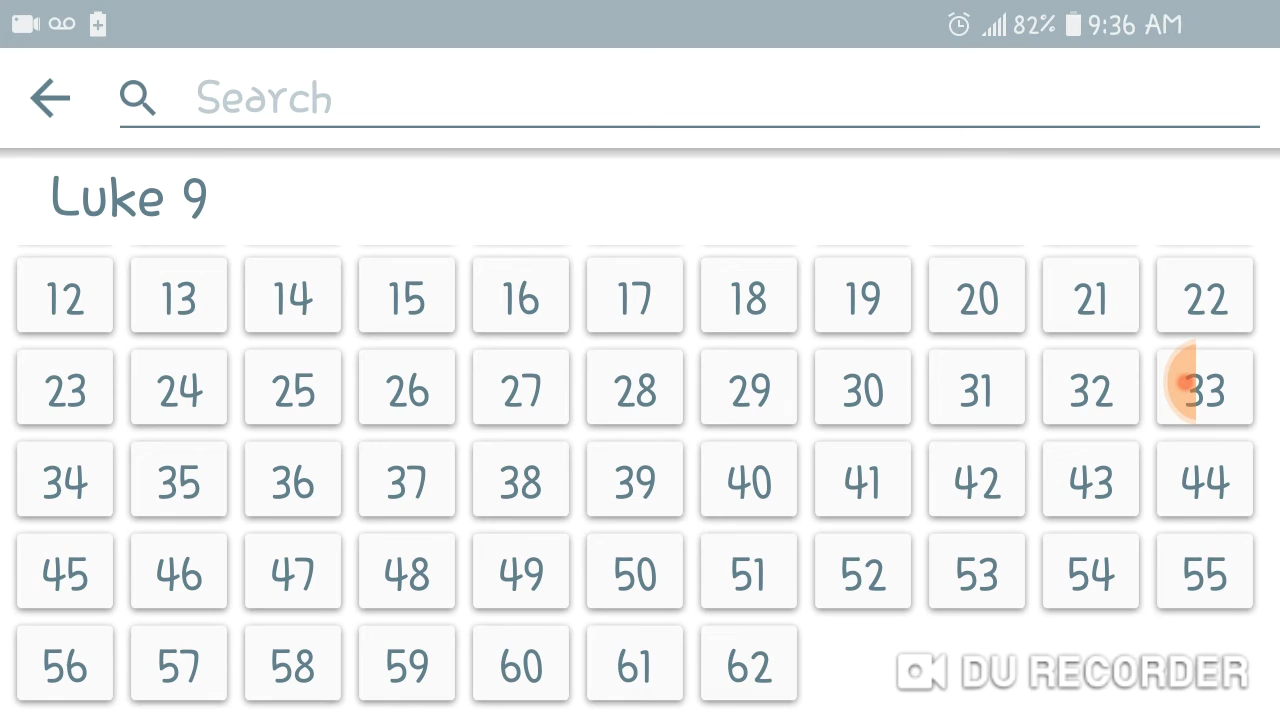 82% 9:36 AM
Search
Luke 9
12 13 14 15 16 17 18 19 20 21 22
23 24 25 26 27 28 29 30 31 32 33
34 35 36 37 38 39 40 41 42 43 44
45 46 47 48 49 50 51 52 53 54 55
56 57 58 59 60 61 62
DU RECORDER